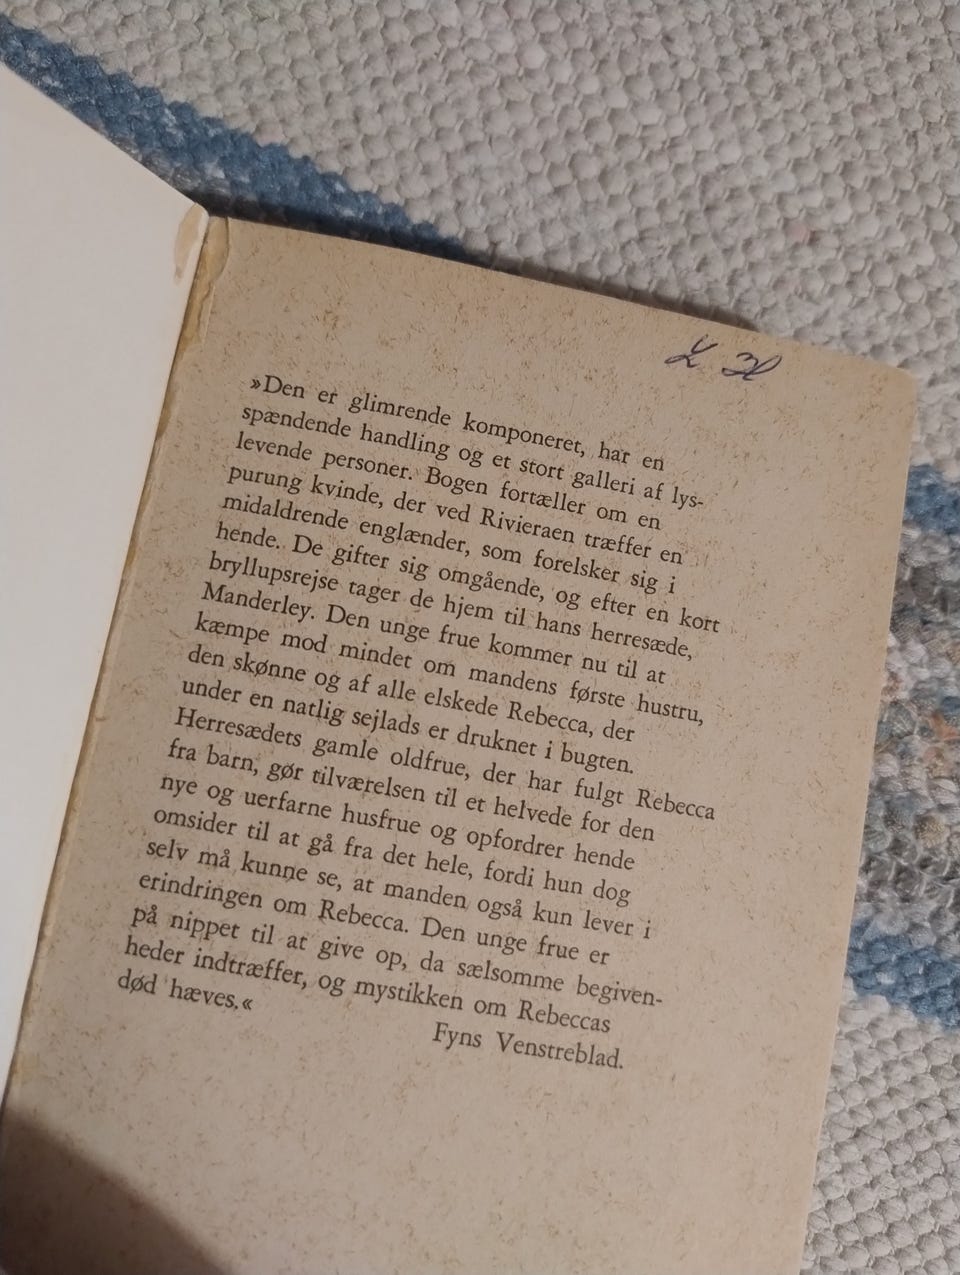 »Den er glimrende komponeret, har en
spændende handling og et stort galleri af lys-
levende personer. Bogen fortæller om en
purung kvinde, der ved Rivieraen træffer en
midaldrende englænder, som forelsker sig i
hende. De gifter sig omgående, og efter en kort
bryllupsrejse tager de hjem til hans herresæde,
Manderley. Den unge frue kommer nu til at
kæmpe mod mindet om mandens første hustru,
den skønne og af alle elskede Rebecca, der
under en natlig sejlads er druknet i bugten.
Herresædets gamle oldfrue, der har fulgt Rebecca
fra barn, gør tilværelsen til et helvede for den
nye og uerfarne husfrue og opfordrer hende
omsider til at gå fra det hele, fordi hun dog
selv må kunne se, at manden også kun lever i
erindringen om Rebecca. Den unge frue er
på nippet til at give op, da sælsomme begiven-
heder indtræffer, og mystikken om Rebeccas
død hæves.«
Fyns Venstreblad.